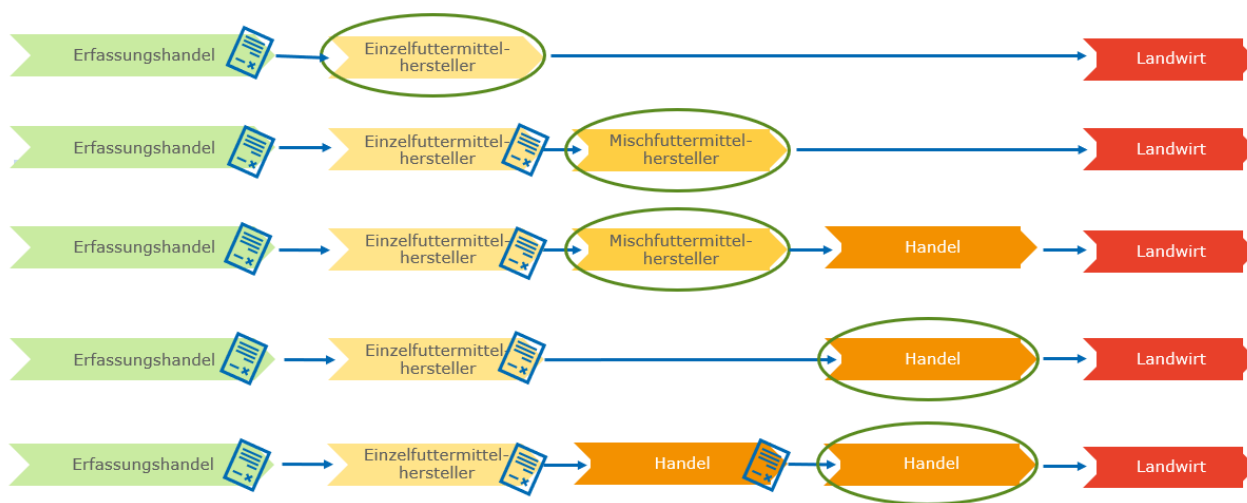 Erfassungshandel
Einzelfuttermittel-
hersteller
Landwirt
Erfassungshandel
Einzelfuttermittel-
hersteller
Mischfuttermittel-
hersteller
Landwirt
Erfassungshandel
Einzelfuttermittel-
hersteller
Mischfuttermittel-
hersteller
Handel
Landwirt
Erfassungshandel
Einzelfuttermittel-
hersteller
Handel
Landwirt
Erfassungshandel
Einzelfuttermittel-
hersteller
Handel
Handel
Landwirt